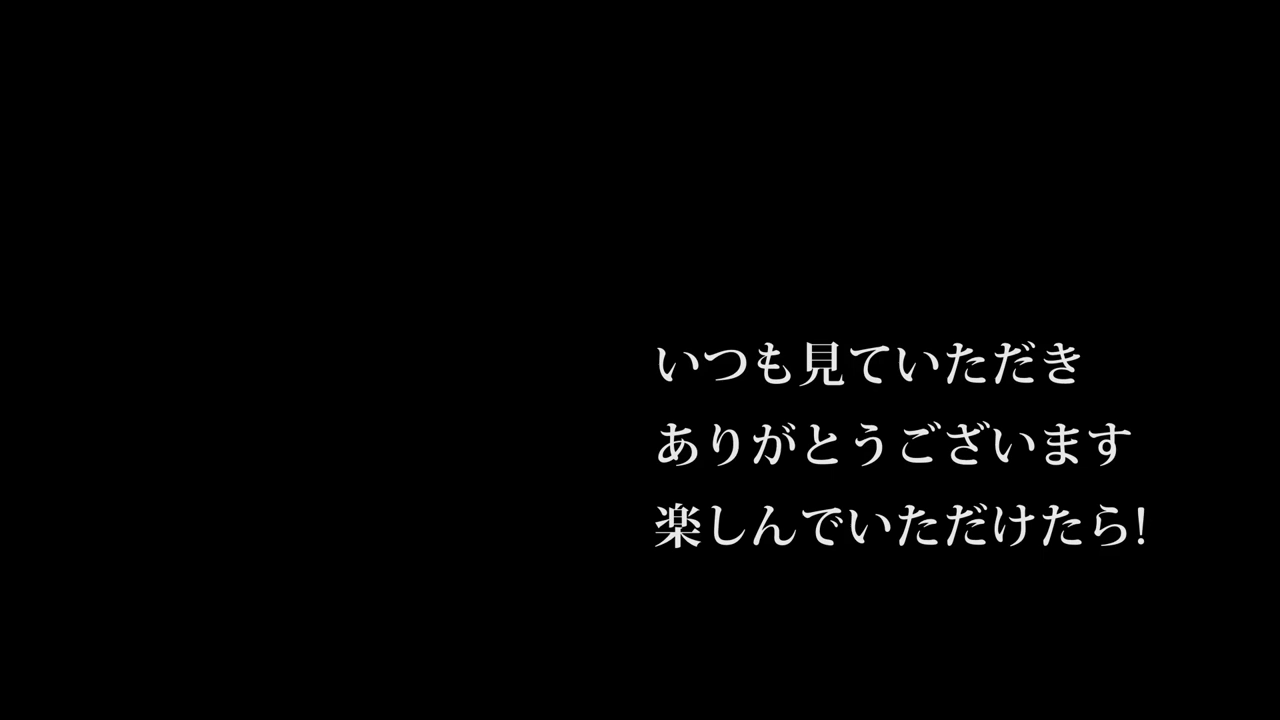 いつも見ていただき
ありがとうございます
楽しんでいただけたら!